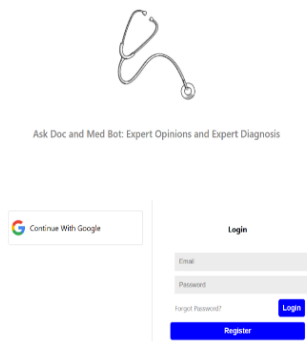 Ask Doc and Med Bot: Expert Opinions and Expert Diagnosis
Continue With Google
Login
Email
Password
Forgot Password?
Login
Register